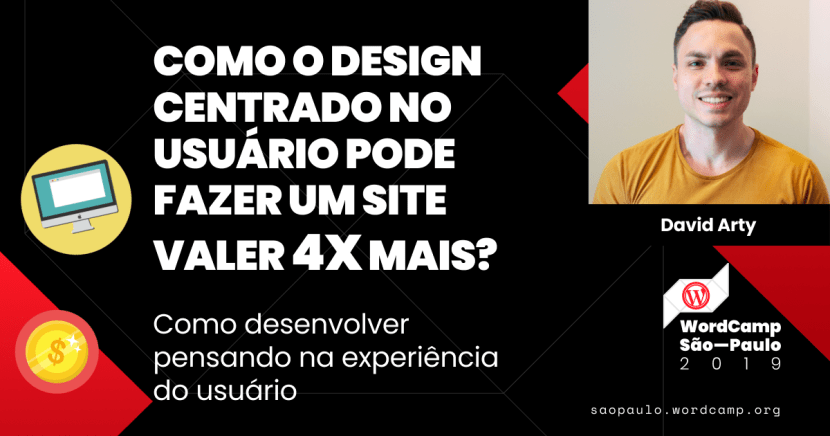 COMO O DESIGN
CENTRADO NO
USUÁRIO PODE
FAZER UM SITE
VALER 4X MAIS?
Como desenvolver
pensando na experiência
do usuário
$
David Arty
W
WordCamp
São—Paulo
2019
saopaulo.wordcamp.org